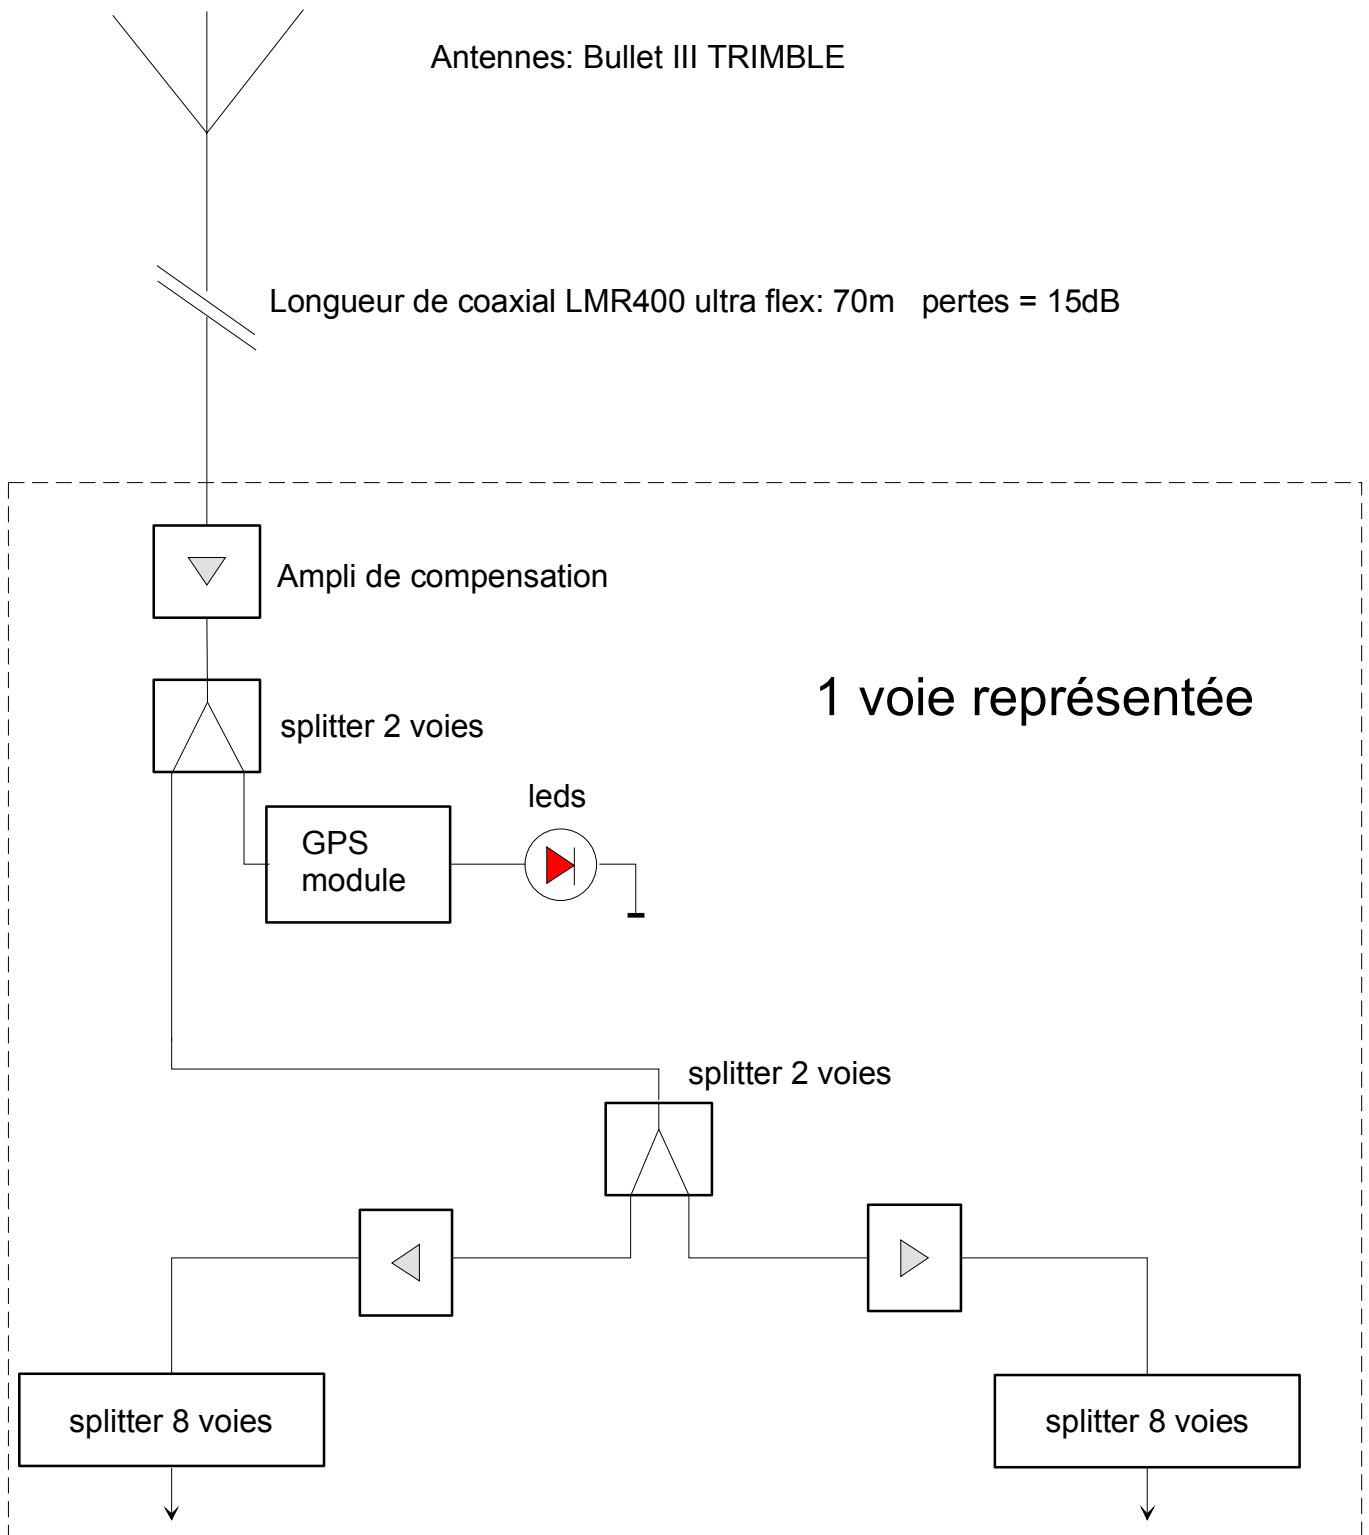 Antennes: Bullet III TRIMBLE
Longueur de coaxial LMR400 ultra flex: 70m   pertes = 15dB
Ampli de compensation
1 voie représentée
splitter 2 voies
leds
GPS
module
splitter 2 voies
splitter 8 voies
splitter 8 voies